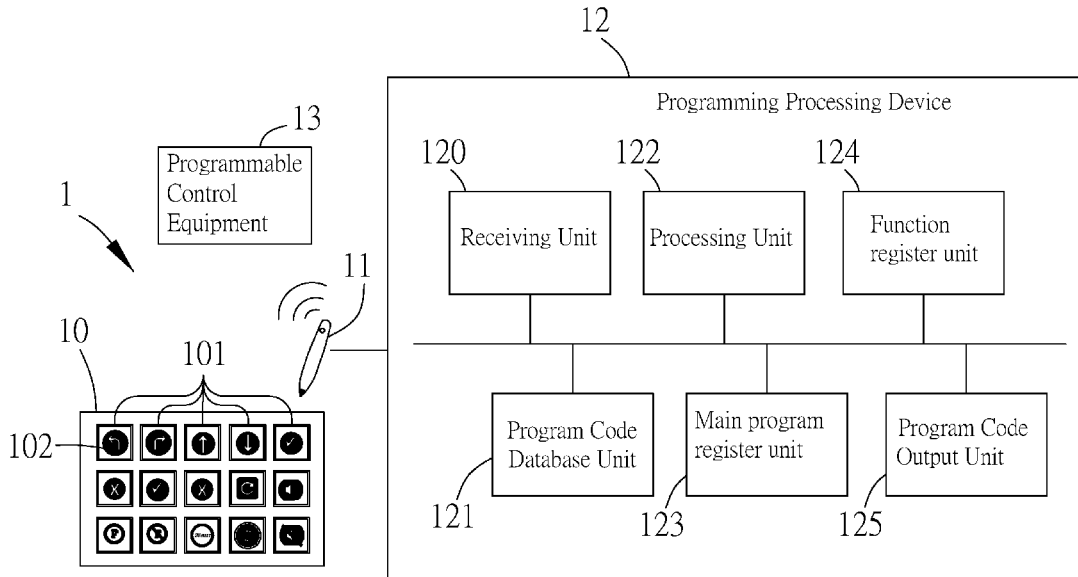 12
Programming Processing Device
13
Programmable
Control
Equipment
1
120
122
124
Receiving Unit
Processing Unit
Function
register unit
11
10
101
102
Program Code
Database Unit
Main program
register unit
Program Code
Output Unit
121
123
125
X
X
P
R